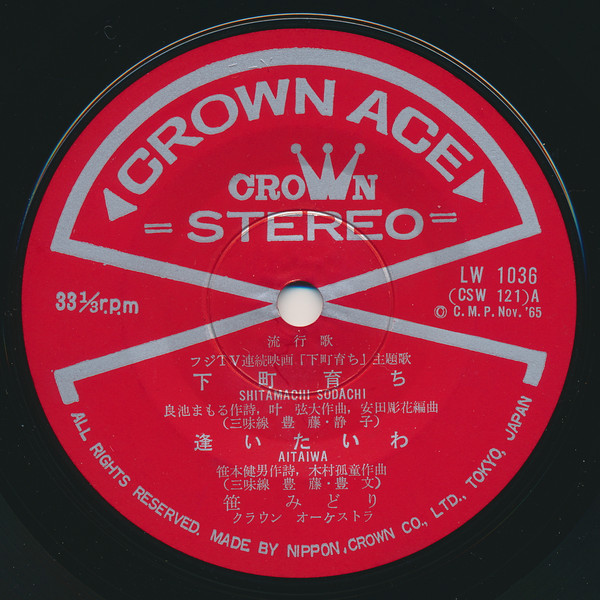 CROWN ACE
CROWN
= STEREO =
33 1/3 r.p.m
LW 1036
(CSW 121)A
© C. M. P. Nov. '65
流行歌
フジTV連続映画「下町育ち」主題歌
下町育ち
SHITAMACHI SODACHI
良池まもる作詩, 叶 弦大作曲, 安田彫花編曲
(三味線 豊藤・静子)
逢いたいわ
AITAIWA
笹本健男作詩, 木村孤童作曲
(三味線 豊藤・豊文)
笹みどり
クラウン オーケストラ
ALL RIGHTS RESERVED. MADE BY NIPPON CROWN CO., LTD., TOKYO, JAPAN